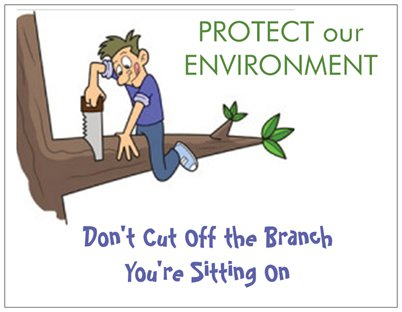 PROTECT our
ENVIRONMENT
Don't Cut Off the Branch
You're Sitting On